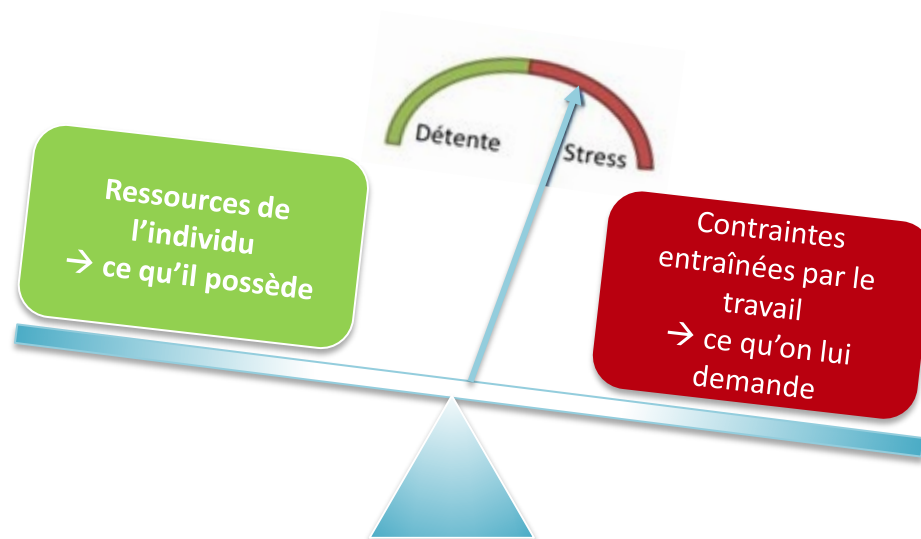 Détente
Stress
Ressources de
l’individu
→ ce qu’il possède
Contraintes
entraînées par le
travail
→ ce qu’on lui
demande